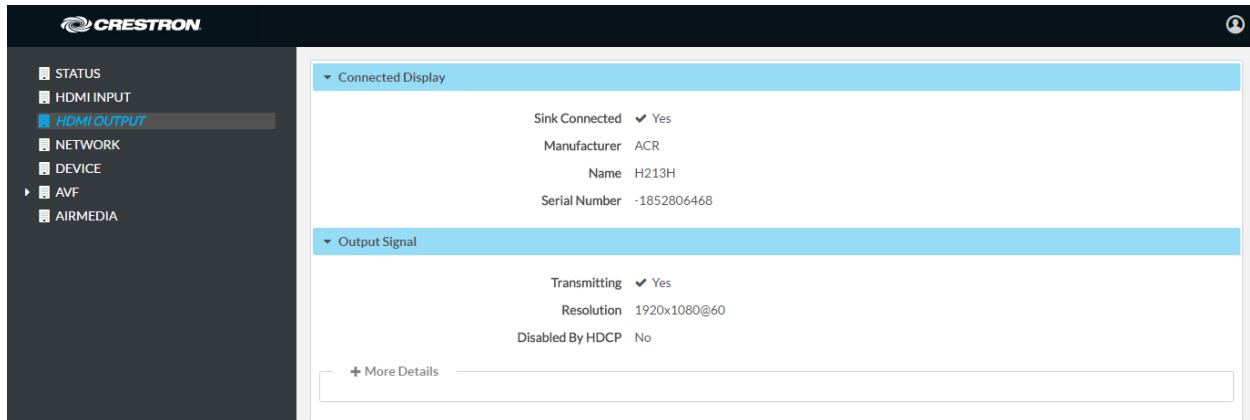 CRESTRON.
STATUS
HDMI INPUT
HDMI OUTPUT
NETWORK
DEVICE
AVF
AIRMEDIA
Connected Display
Sink Connected Yes
Manufacturer ACR
Name H213H
Serial Number -1852806468
Output Signal
Transmitting Yes
Resolution 1920x1080@60
Disabled By HDCP No
+ More Details